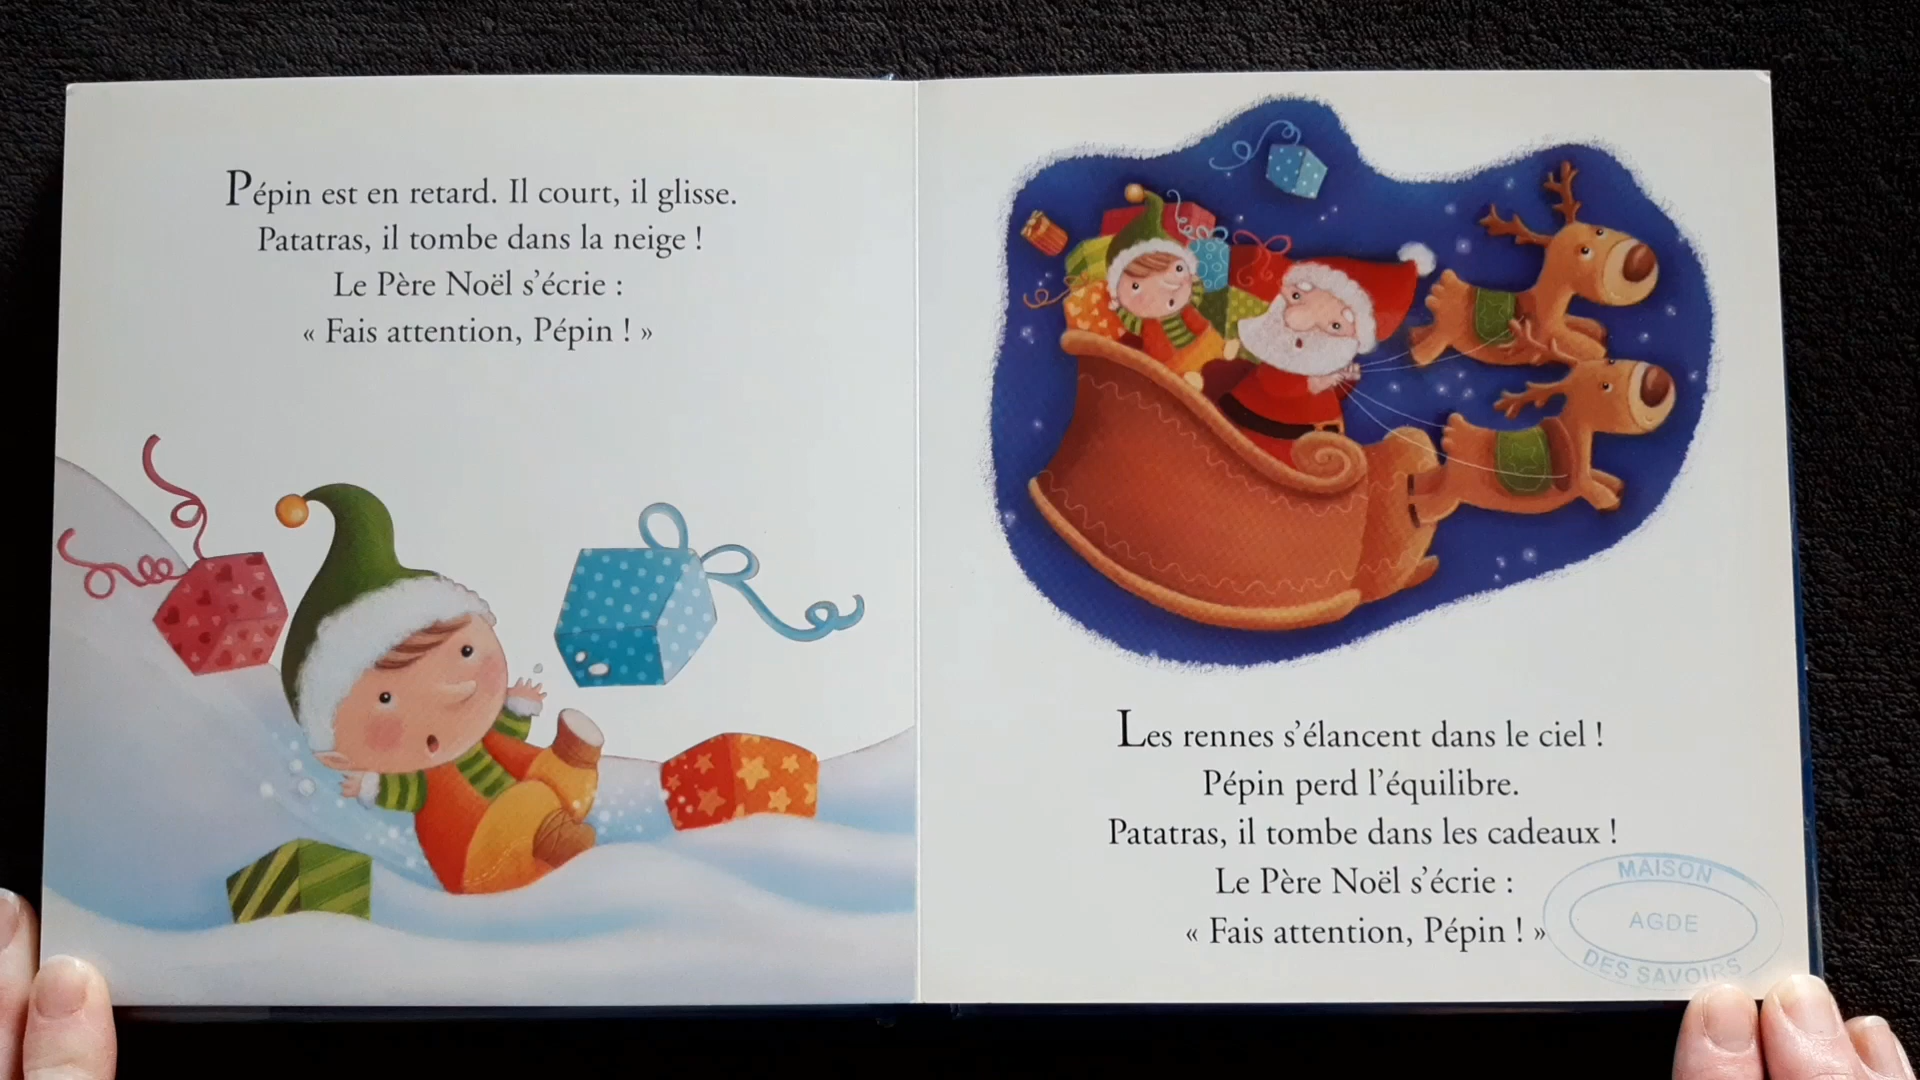 Pépin est en retard. Il court, il glisse.
Patatras, il tombe dans la neige !
Le Père Noël s’écrie :
« Fais attention, Pépin ! »
Les rennes s’élancent dans le ciel !
Pépin perd l’équilibre.
Patatras, il tombe dans les cadeaux !
Le Père Noël s’écrie :
« Fais attention, Pépin ! »
MAISON
AGDE
DES SAVOIRS